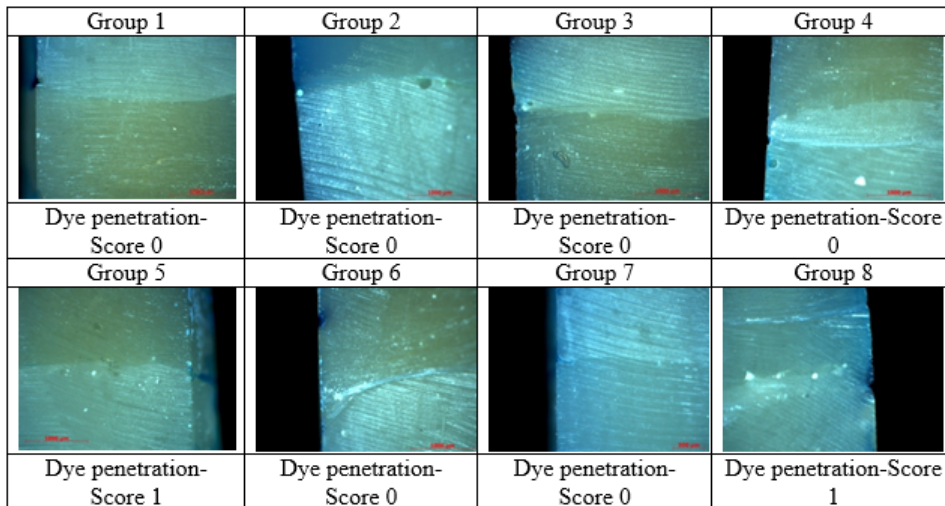 Group 1
Group 2
Group 3
Group 4
Dye penetration-
Score 0
Dye penetration-
Score 0
Dye penetration-
Score 0
Dye penetration-Score
0
Group 5
Group 6
Group 7
Group 8
Dye penetration-
Score 1
Dye penetration-
Score 0
Dye penetration-
Score 0
Dye penetration-Score
1